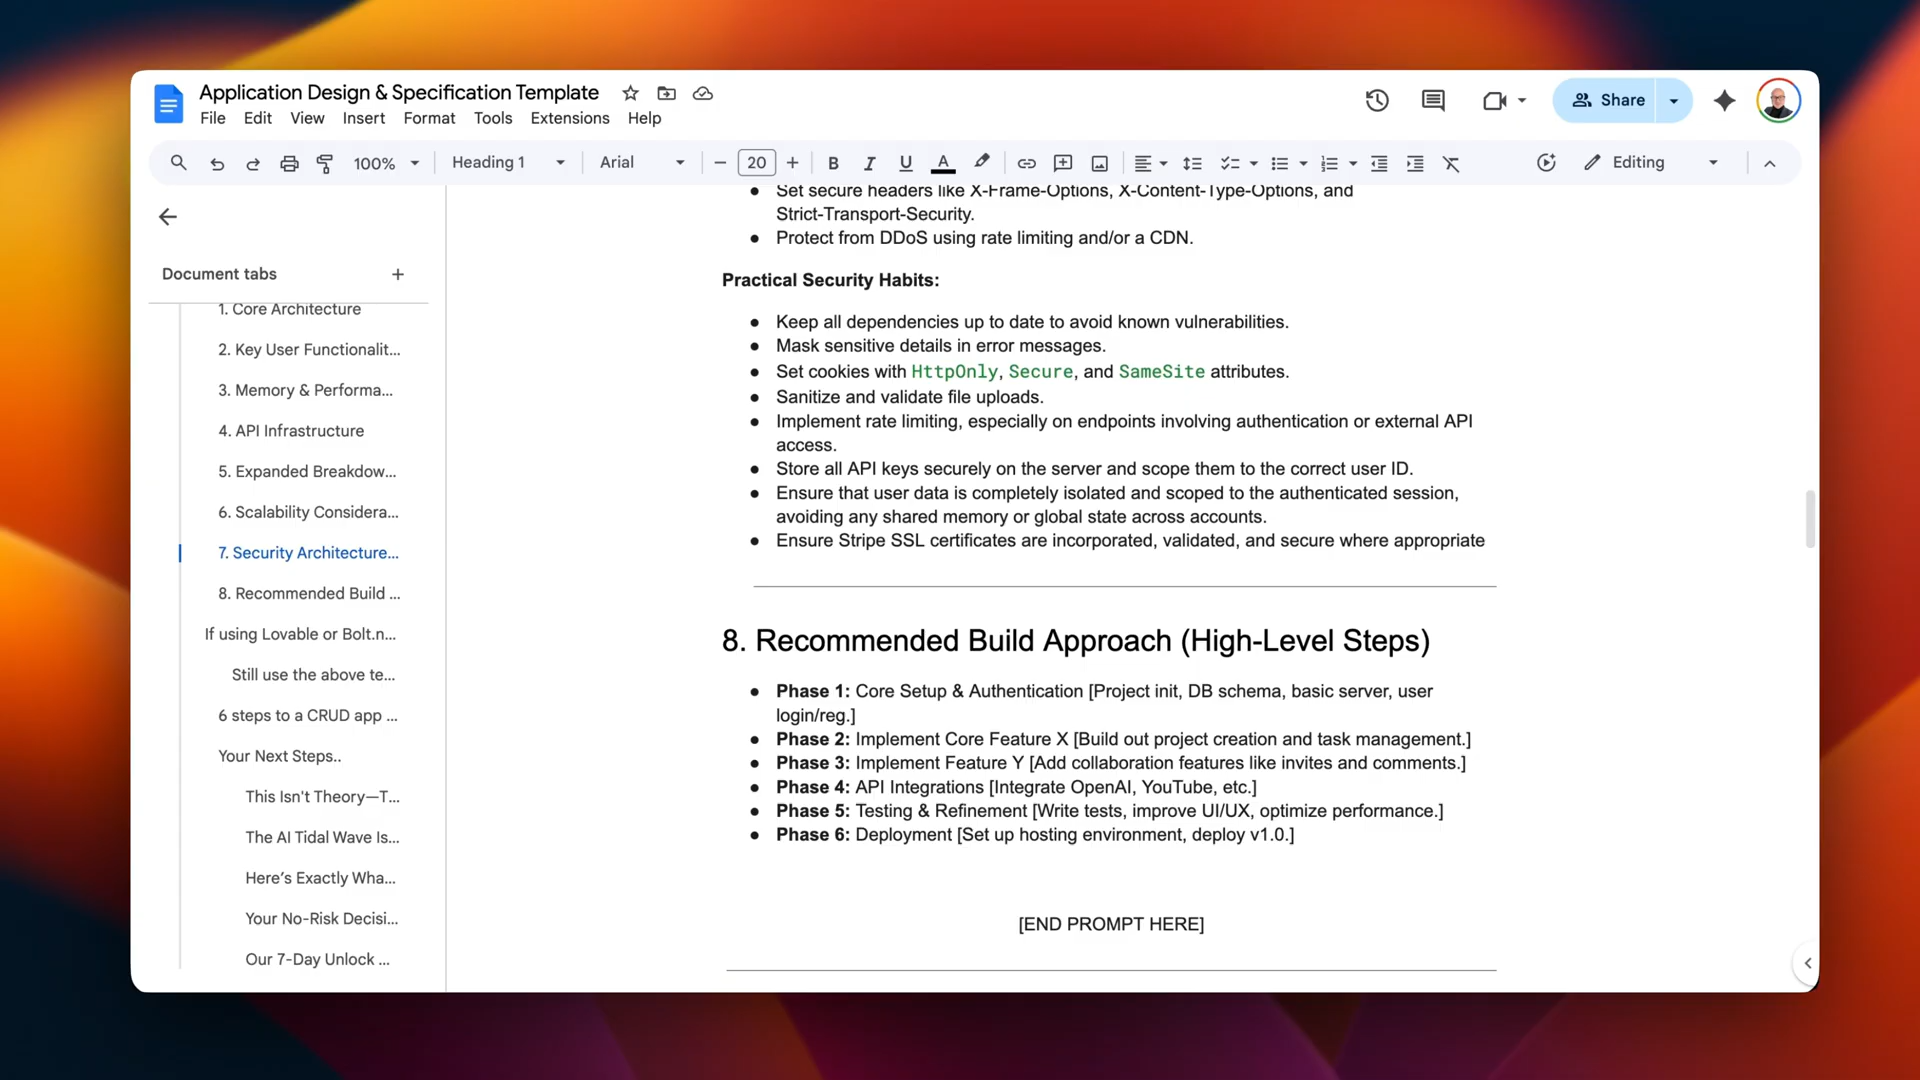 Application Design & Specification Template
File Edit View Insert Format Tools Extensions Help
Share
100% Heading 1 Arial 20 B I U A Editing
Document tabs
1. Core Architecture
2. Key User Functionalit...
3. Memory & Performa...
4. API Infrastructure
5. Expanded Breakdow...
6. Scalability Considera...
7. Security Architecture...
8. Recommended Build ...
If using Lovable or Bolt.n...
Still use the above te...
6 steps to a CRUD app ...
Your Next Steps..
This Isn't Theory—T...
The AI Tidal Wave Is...
Here’s Exactly Wha...
Your No-Risk Decisi...
Our 7-Day Unlock ...
● Set secure headers like X-Frame-Options, X-Content-Type-Options, and
Strict-Transport-Security.
● Protect from DDoS using rate limiting and/or a CDN.
Practical Security Habits:
● Keep all dependencies up to date to avoid known vulnerabilities.
● Mask sensitive details in error messages.
● Set cookies with HttpOnly, Secure, and SameSite attributes.
● Sanitize and validate file uploads.
● Implement rate limiting, especially on endpoints involving authentication or external API
access.
● Store all API keys securely on the server and scope them to the correct user ID.
● Ensure that user data is completely isolated and scoped to the authenticated session,
avoiding any shared memory or global state across accounts.
● Ensure Stripe SSL certificates are incorporated, validated, and secure where appropriate
8. Recommended Build Approach (High-Level Steps)
● Phase 1: Core Setup & Authentication [Project init, DB schema, basic server, user
login/reg.]
● Phase 2: Implement Core Feature X [Build out project creation and task management.]
● Phase 3: Implement Feature Y [Add collaboration features like invites and comments.]
● Phase 4: API Integrations [Integrate OpenAI, YouTube, etc.]
● Phase 5: Testing & Refinement [Write tests, improve UI/UX, optimize performance.]
● Phase 6: Deployment [Set up hosting environment, deploy v1.0.]
[END PROMPT HERE]